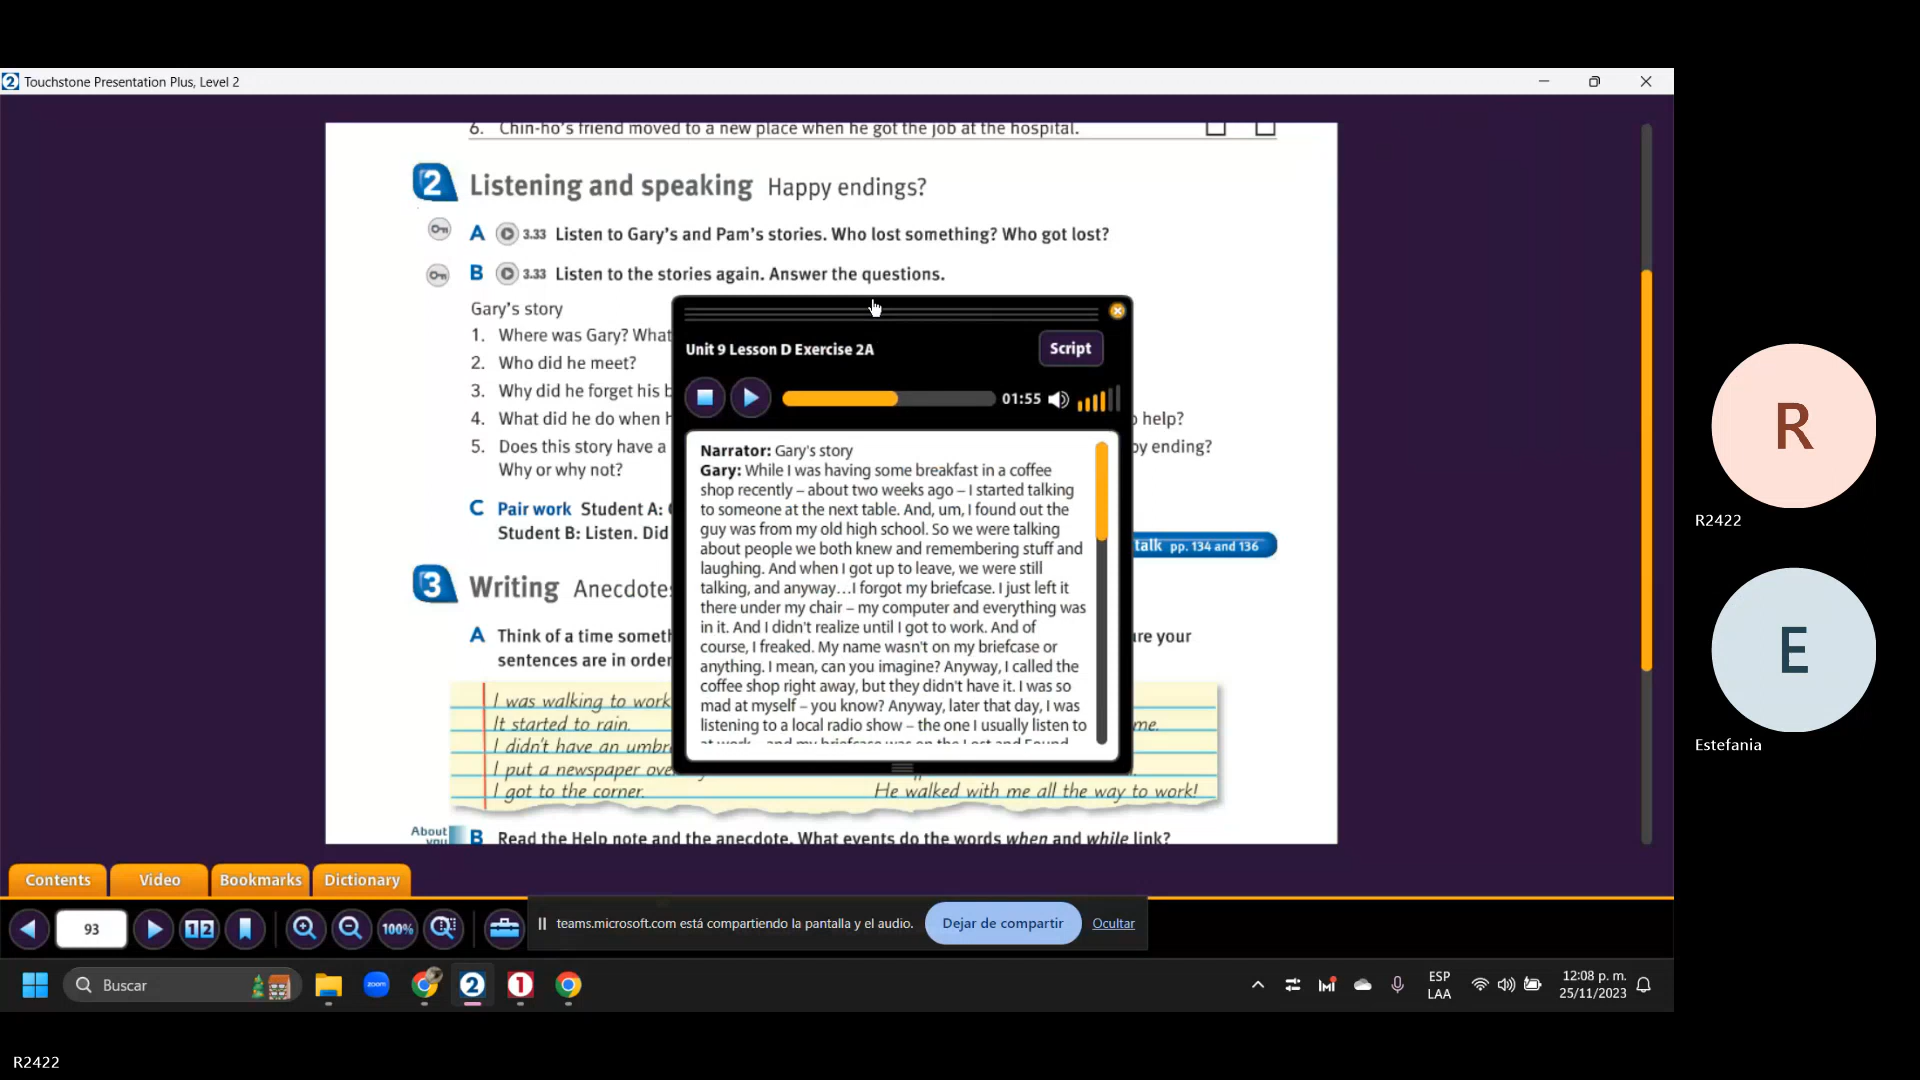 Touchstone Presentation Plus, Level 2
6. Chin-ho's friend moved to a new place when he got the job at the hospital.
2 Listening and speaking Happy endings?
A 3.33 Listen to Gary's and Pam's stories. Who lost something? Who got lost?
B 3.33 Listen to the stories again. Answer the questions.
Gary's story
1. Where was Gary? What
2. Who did he meet?
3. Why did he forget his b
4. What did he do when h
help?
5. Does this story have a
py ending?
Why or why not?
C Pair work Student A:
Student B: Listen. Did
talk pp. 134 and 136
3 Writing Anecdotes
A Think of a time someth
re your
sentences are in order
I was walking to work
It started to rain.
me.
I didn't have an umbr
I put a newspaper ove
I got to the corner.
He walked with me all the way to work!
About you
B Read the Help note and the anecdote. What events do the words when and while link?
Unit 9 Lesson D Exercise 2A
Script
01:55
Narrator: Gary's story
Gary: While I was having some breakfast in a coffee
shop recently – about two weeks ago – I started talking
to someone at the next table. And, um, I found out the
guy was from my old high school. So we were talking
about people we both knew and remembering stuff and
laughing. And when I got up to leave, we were still
talking, and anyway…I forgot my briefcase. I just left it
there under my chair – my computer and everything was
in it. And I didn't realize until I got to work. And of
course, I freaked. My name wasn't on my briefcase or
anything. I mean, can you imagine? Anyway, I called the
coffee shop right away, but they didn't have it. I was so
mad at myself – you know? Anyway, later that day, I was
listening to a local radio show – the one I usually listen to
at work – and my briefcase was on the Lost and Found
Contents
Video
Bookmarks
Dictionary
93
12
100%
teams.microsoft.com está compartiendo la pantalla y el audio.
Dejar de compartir
Ocultar
Buscar
zoom
2
1
ESP
LAA
12:08 p. m.
25/11/2023
R
R2422
E
Estefania
R2422